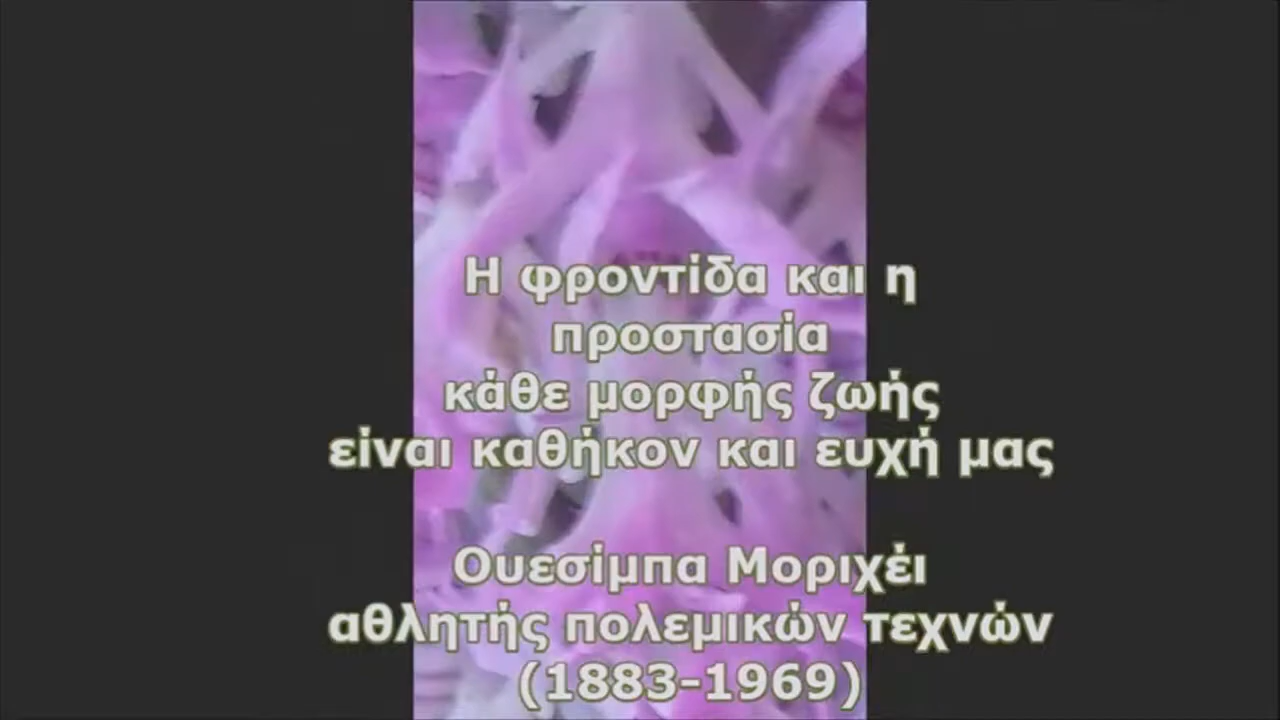 Η φροντίδα και η
προστασία
κάθε μορφής ζωής
είναι καθήκον και ευχή μας
Ουεσίμπα Μοριχέι
αθλητής πολεμικών τεχνών
(1883-1969)